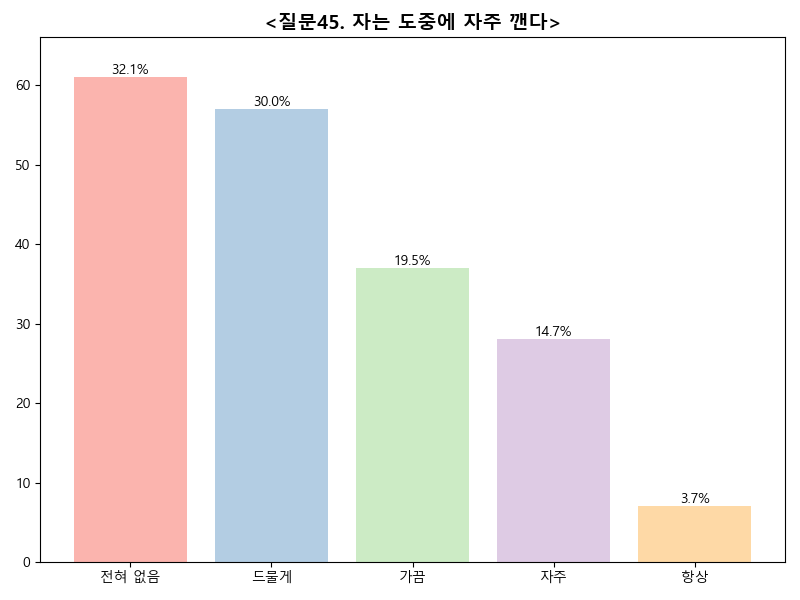 <질문45. 자는 도중에 자주 깬다>
32.1%
30.0%
19.5%
14.7%
3.7%
60
50
40
30
20
10
0
전혀 없음
드물게
가끔
자주
항상